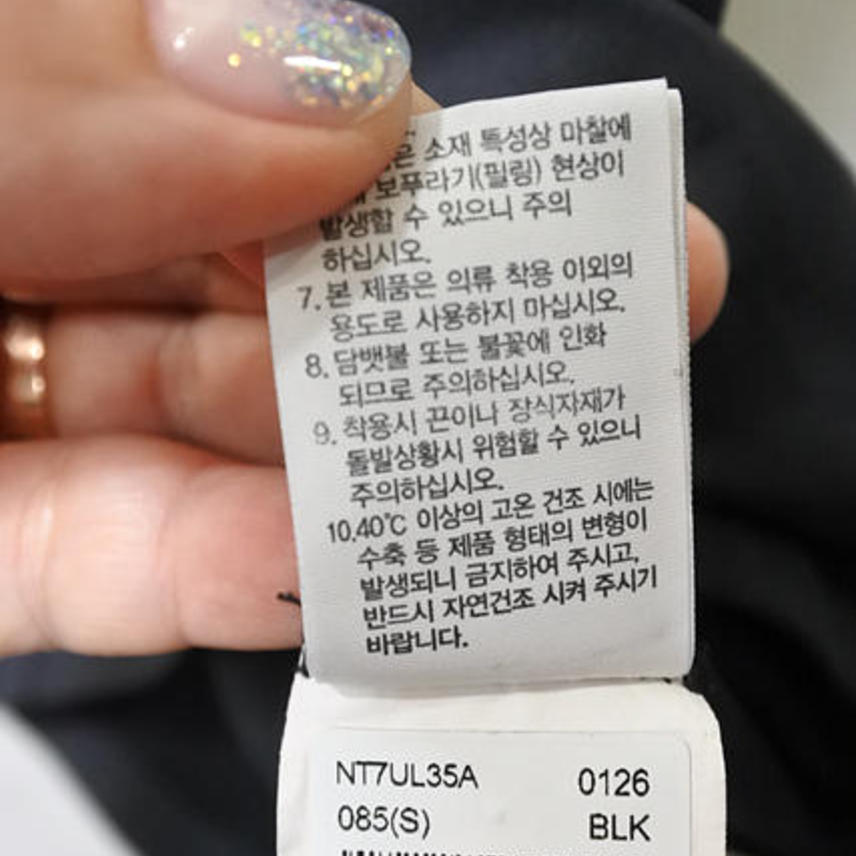 은 소재 특성상 마찰에
보푸라기(필링) 현상이
발생할 수 있으니 주의
하십시오.
7. 본 제품은 의류 착용 이외의
용도로 사용하지 마십시오.
8. 담뱃불 또는 불꽃에 인화
되므로 주의하십시오.
9. 착용시 끈이나 장식자재가
돌발상황시 위험할 수 있으니
주의하십시오.
10.40℃ 이상의 고온 건조 시에는
수축 등 제품 형태의 변형이
발생되니 금지하여 주시고,
반드시 자연건조 시켜 주시기
바랍니다.
NT7UL35A 0126
085(S) BLK